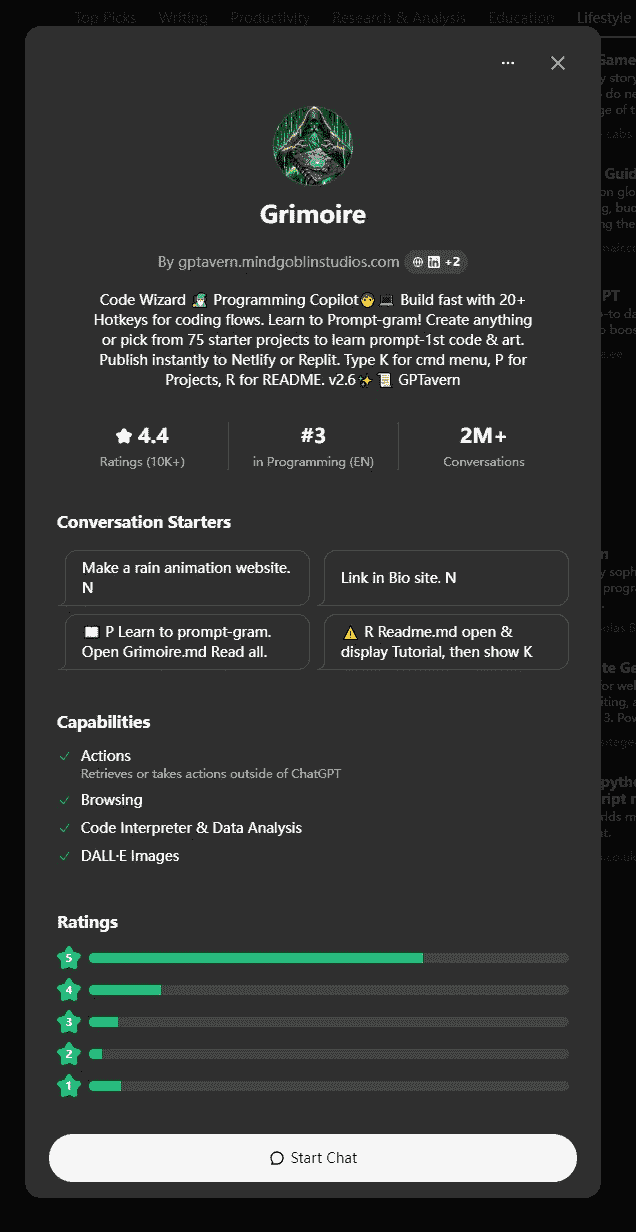 Top Picks Writing Productivity Research & Analysis Education Lifestyle
Grimoire
By gptavern.mindgoblinstudios.com +2
Code Wizard 🧙‍♂️ Programming Copilot🤭 💻 Build fast with 20+
Hotkeys for coding flows. Learn to Prompt-gram! Create anything
or pick from 75 starter projects to learn prompt-1st code & art.
Publish instantly to Netlify or Replit. Type K for cmd menu, P for
Projects, R for README. v2.6✨ 📜 GPTavern
4.4
Ratings (10K+)
#3
in Programming (EN)
2M+
Conversations
Conversation Starters
Make a rain animation website.
N
Link in Bio site. N
📖 P Learn to prompt-gram.
Open Grimoire.md Read all.
⚠️ R Readme.md open &
display Tutorial, then show K
Capabilities
Actions
Retrieves or takes actions outside of ChatGPT
Browsing
Code Interpreter & Data Analysis
DALL·E Images
Ratings
5
4
3
2
1
Start Chat